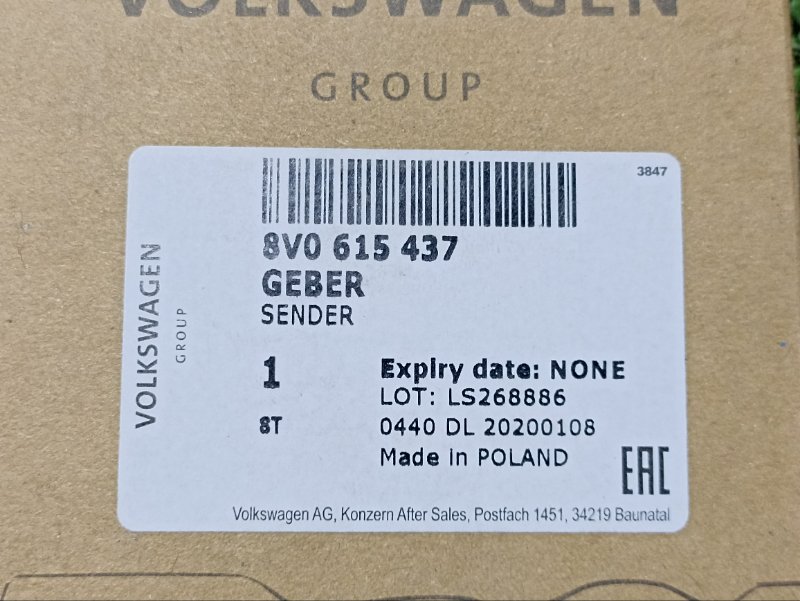 VOLKSWAGEN
GROUP
3847
8V0 615 437
GEBER
SENDER
1
Expiry date: NONE
LOT: LS268886
8T
0440 DL 20200108
Made in POLAND
EAC
Volkswagen AG, Konzern After Sales, Postfach 1451, 34219 Baunatal
VOLKSWAGEN
GROUP